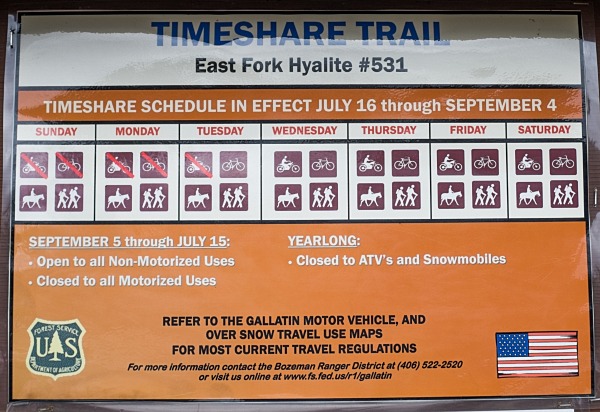 TIMESHARE TRAIL
East Fork Hyalite #531
TIMESHARE SCHEDULE IN EFFECT JULY 16 through SEPTEMBER 4
SUNDAY MONDAY TUESDAY WEDNESDAY THURSDAY FRIDAY SATURDAY
SEPTEMBER 5 through JULY 15:
• Open to all Non-Motorized Uses
• Closed to all Motorized Uses
YEARLONG:
• Closed to ATV's and Snowmobiles
REFER TO THE GALLATIN MOTOR VEHICLE, AND
OVER SNOW TRAVEL USE MAPS
FOR MOST CURRENT TRAVEL REGULATIONS
For more information contact the Bozeman Ranger District at (406) 522-2520
or visit us online at www.fs.fed.us/r1/gallatin
FOREST SERVICE
U S
DEPARTMENT OF AGRICULTURE